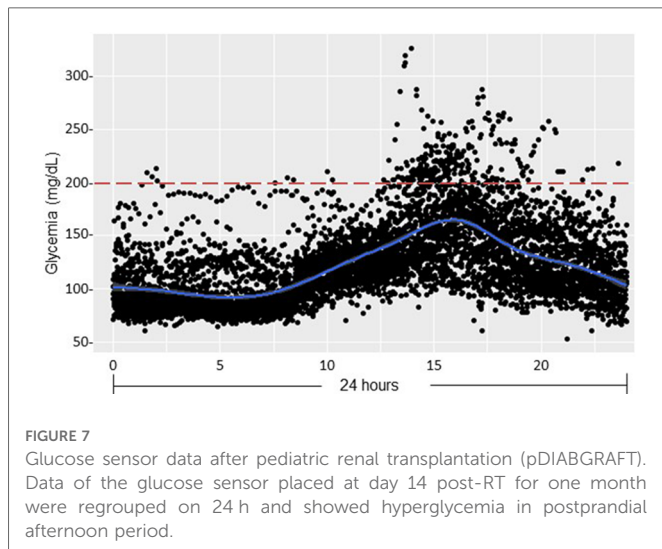 300-
250-
200-
150-
100-
50-
Glycemia (mg/dL)
0 5 10 15 20
24 hours
FIGURE 7
Glucose sensor data after pediatric renal transplantation (pDIABGRAFT).
Data of the glucose sensor placed at day 14 post-RT for one month
were regrouped on 24 h and showed hyperglycemia in postprandial
afternoon period.